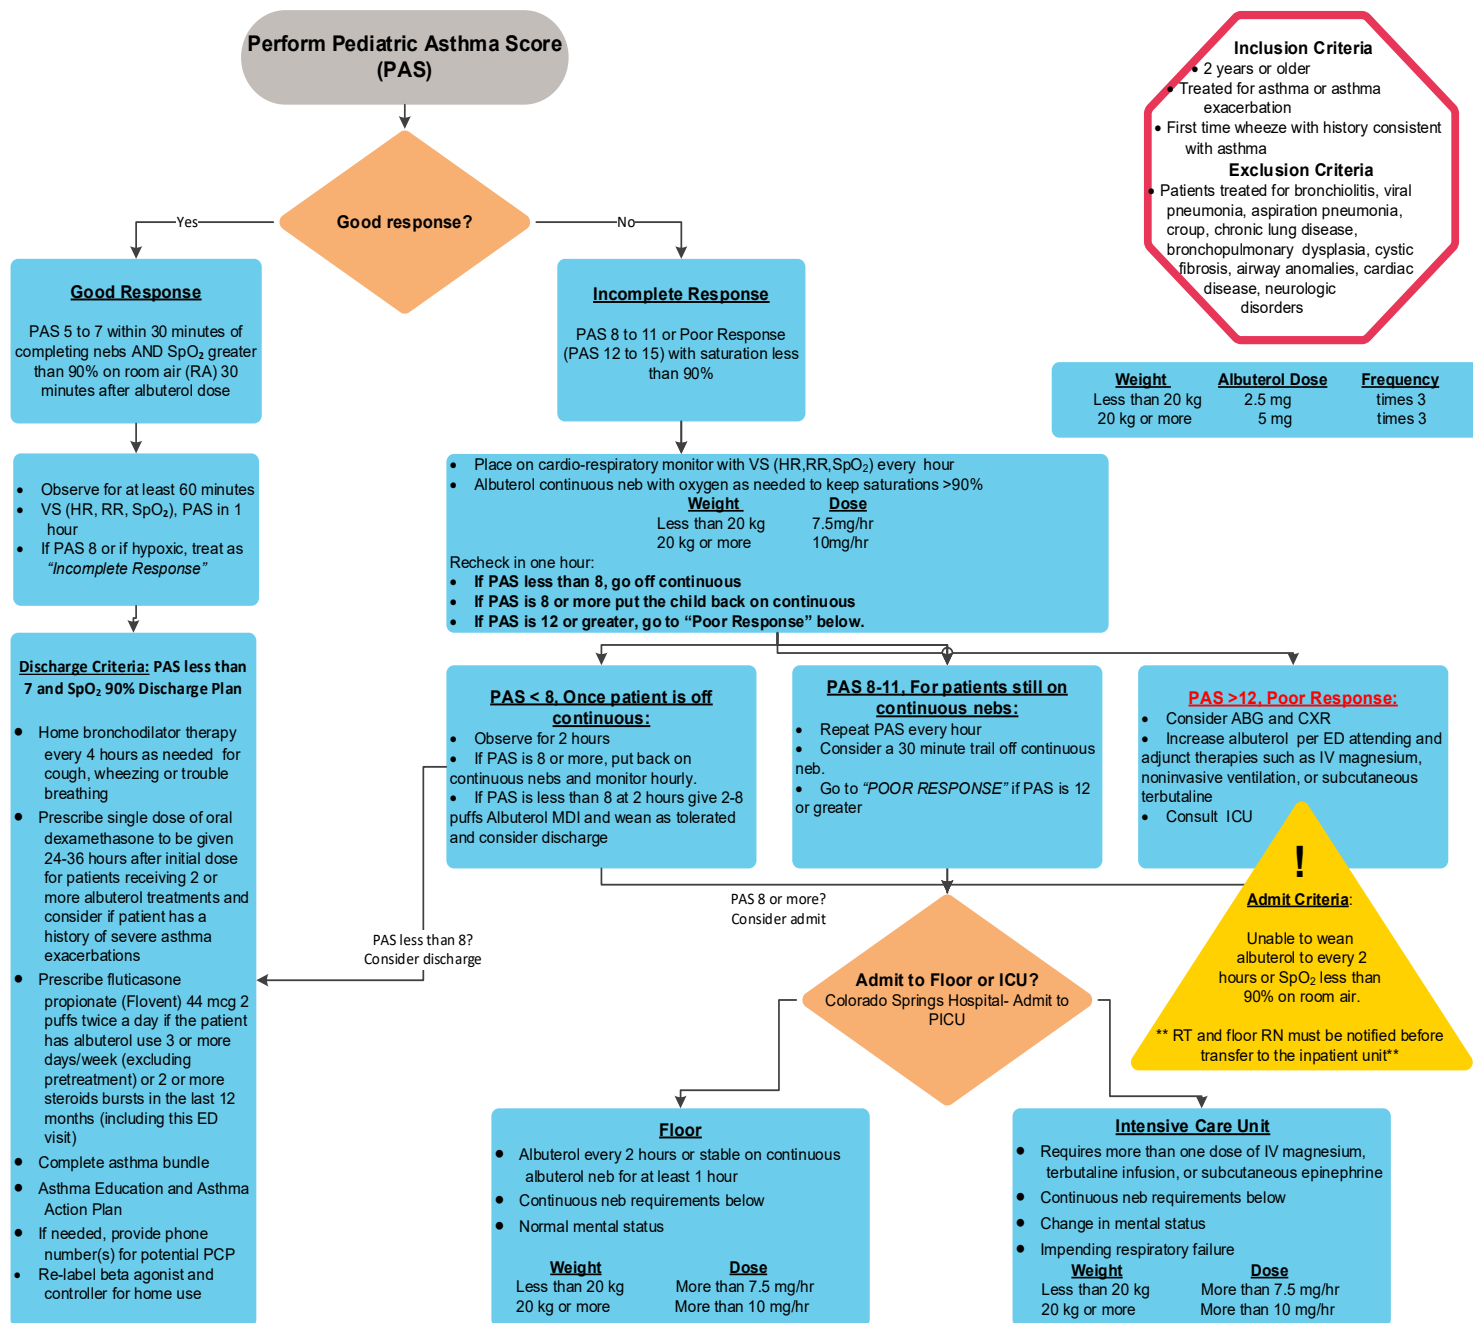 Perform Pediatric Asthma Score
(PAS)
Inclusion Criteria
• 2 years or older
• Treated for asthma or asthma
exacerbation
• First time wheeze with history consistent
with asthma
Exclusion Criteria
• Patients treated for bronchiolitis, viral
pneumonia, aspiration pneumonia,
croup, chronic lung disease,
bronchopulmonary dysplasia, cystic
fibrosis, airway anomalies, cardiac
disease, neurologic
disorders
Good response?
Yes
No
Good Response
PAS 5 to 7 within 30 minutes of
completing nebs AND SpO₂ greater
than 90% on room air (RA) 30
minutes after albuterol dose
Incomplete Response
PAS 8 to 11 or Poor Response
(PAS 12 to 15) with saturation less
than 90%
Weight Albuterol Dose Frequency
Less than 20 kg 2.5 mg times 3
20 kg or more 5 mg times 3
• Observe for at least 60 minutes
• VS (HR, RR, SpO₂), PAS in 1
hour
• If PAS 8 or if hypoxic, treat as
"Incomplete Response"
• Place on cardio-respiratory monitor with VS (HR,RR,SpO₂) every hour
• Albuterol continuous neb with oxygen as needed to keep saturations >90%
Weight Dose
Less than 20 kg 7.5mg/hr
20 kg or more 10mg/hr
Recheck in one hour:
• If PAS less than 8, go off continuous
• If PAS is 8 or more put the child back on continuous
• If PAS is 12 or greater, go to "Poor Response" below.
Discharge Criteria: PAS less than
7 and SpO₂ 90% Discharge Plan
• Home bronchodilator therapy
every 4 hours as needed for
cough, wheezing or trouble
breathing
• Prescribe single dose of oral
dexamethasone to be given
24-36 hours after initial dose
for patients receiving 2 or
more albuterol treatments and
consider if patient has a
history of severe asthma
exacerbations
• Prescribe fluticasone
propionate (Flovent) 44 mcg 2
puffs twice a day if the patient
has albuterol use 3 or more
days/week (excluding
pretreatment) or 2 or more
steroids bursts in the last 12
months (including this ED
visit)
• Complete asthma bundle
• Asthma Education and Asthma
Action Plan
• If needed, provide phone
number(s) for potential PCP
• Re-label beta agonist and
controller for home use
PAS < 8, Once patient is off
continuous:
• Observe for 2 hours
• If PAS is 8 or more, put back on
continuous nebs and monitor hourly.
• If PAS is less than 8 at 2 hours give 2-8
puffs Albuterol MDI and wean as tolerated
and consider discharge
PAS 8-11, For patients still on
continuous nebs:
• Repeat PAS every hour
• Consider a 30 minute trail off continuous
neb.
• Go to "POOR RESPONSE" if PAS is 12
or greater
PAS >12, Poor Response:
• Consider ABG and CXR
• Increase albuterol per ED attending and
adjunct therapies such as IV magnesium,
noninvasive ventilation, or subcutaneous
terbutaline
• Consult ICU
PAS less than 8?
Consider discharge
PAS 8 or more?
Consider admit
!
Admit Criteria:
Unable to wean
albuterol to every 2
hours or SpO₂ less than
90% on room air.
** RT and floor RN must be notified before
transfer to the inpatient unit**
Admit to Floor or ICU?
Colorado Springs Hospital- Admit to
PICU
Floor
• Albuterol every 2 hours or stable on continuous
albuterol neb for at least 1 hour
• Continuous neb requirements below
• Normal mental status
Weight Dose
Less than 20 kg More than 7.5 mg/hr
20 kg or more More than 10 mg/hr
Intensive Care Unit
• Requires more than one dose of IV magnesium,
terbutaline infusion, or subcutaneous epinephrine
• Continuous neb requirements below
• Change in mental status
• Impending respiratory failure
Weight Dose
Less than 20 kg More than 7.5 mg/hr
20 kg or more More than 10 mg/hr